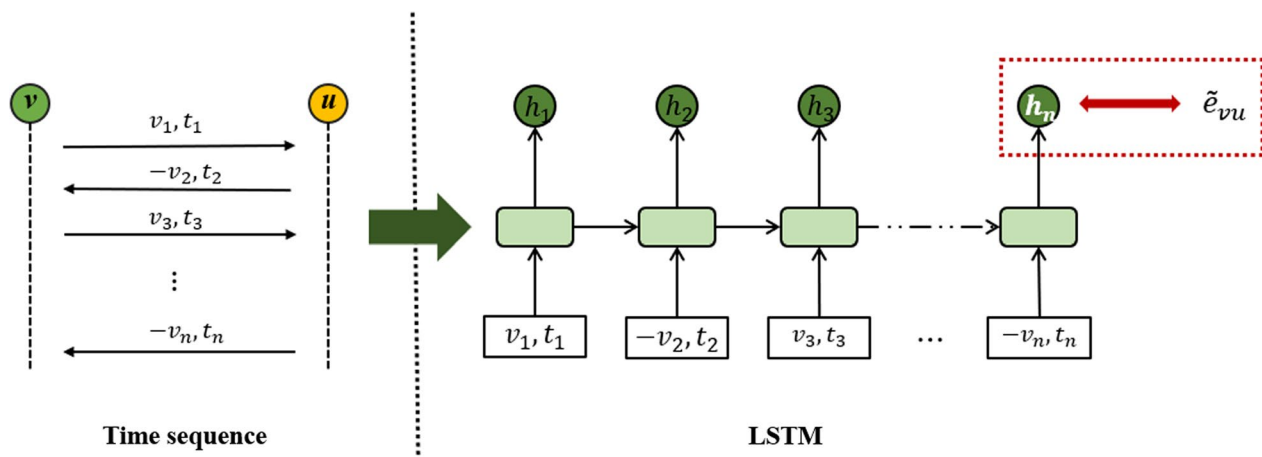 v
u
v₁, t₁
−v₂, t₂
v₃, t₃
⋮
−vₙ, tₙ
Time sequence
h₁
h₂
h₃
hₙ
ẽᵥᵤ
v₁, t₁
−v₂, t₂
v₃, t₃
...
−vₙ, tₙ
LSTM